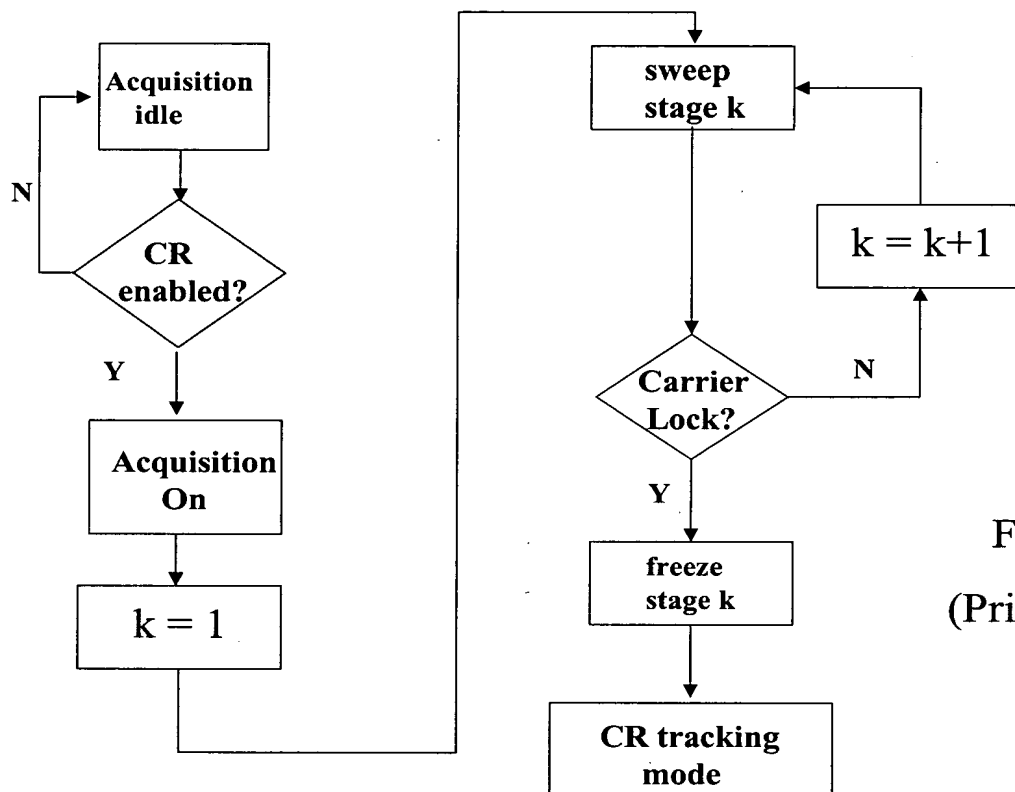 Acquisition
idle
N
CR
enabled?
Y
Acquisition
On
k = 1
sweep
stage k
k = k+1
Carrier
Lock?
N
Y
freeze
stage k
CR tracking
mode
F
(Pri